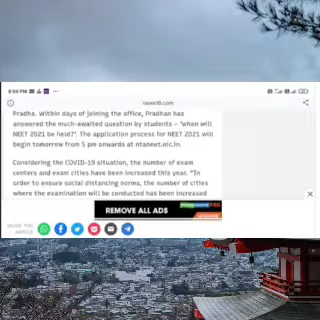 8:04 PM
news18.com
Pradha. Within days of joining the office, Pradhan has
answered the much-awaited question by students – "when will
NEET 2021 be held?". The application process for NEET 2021 will
begin tomorrow from 5 pm onwards at ntaneet.nic.in.
Considering the COVID-19 situation, the number of exam
centers and exam cities have been increased this year. "In
order to ensure social distancing norms, the number of cities
where the examination will be conducted has been increased
REMOVE ALL ADS
SHARE THIS
ARTICLE